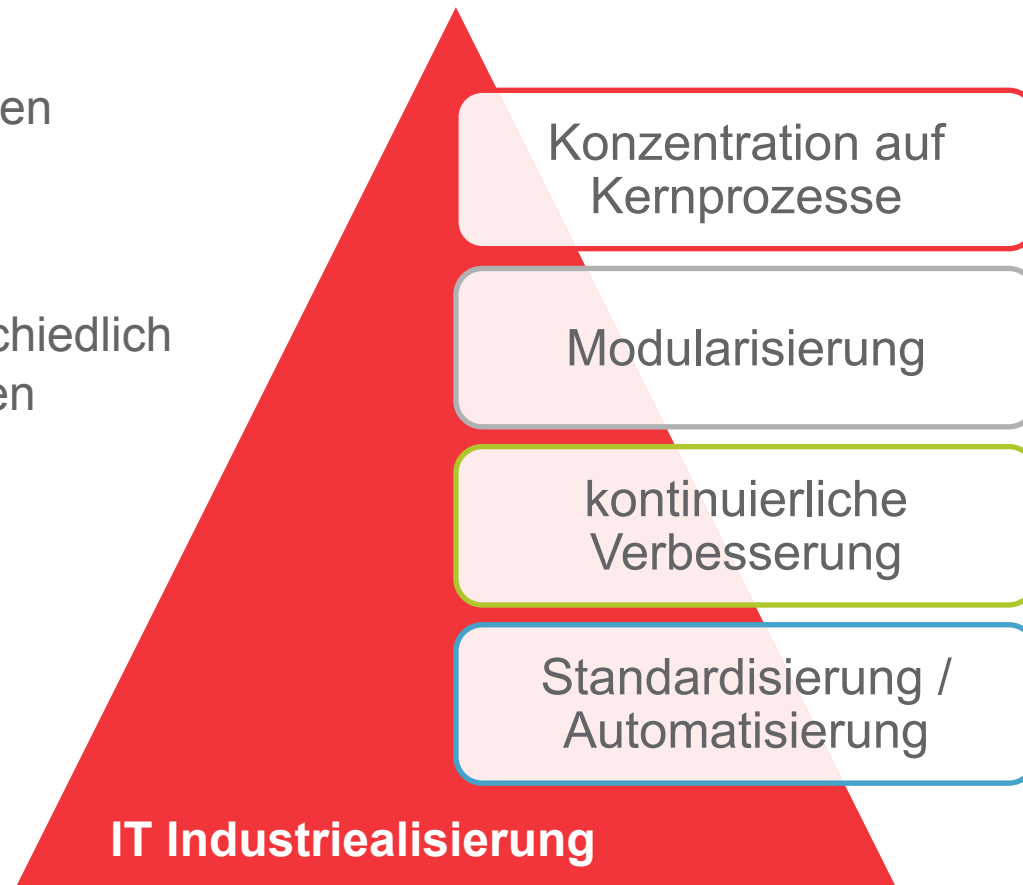 en
chiedlich
en
Konzentration auf
Kernprozesse
Modularisierung
kontinuierliche
Verbesserung
Standardisierung /
Automatisierung
IT Industriealisierung